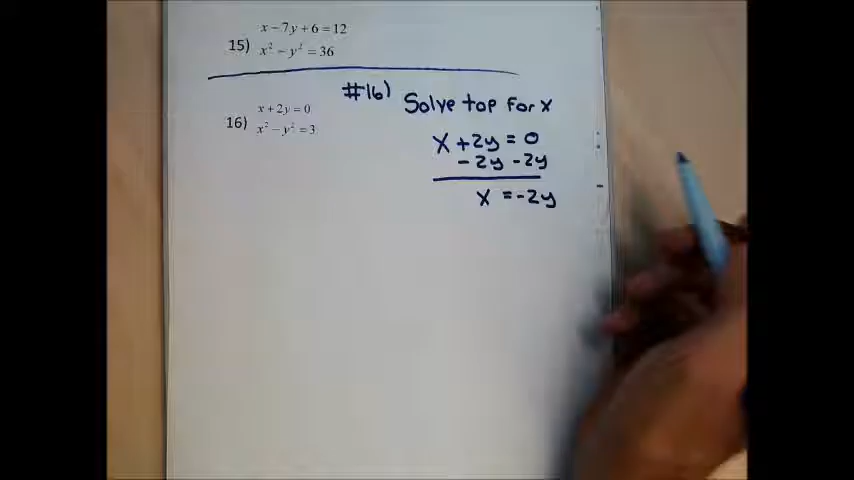 x − 7y + 6 = 12
15) x² − y² = 36
#16) Solve top for x
x + 2y = 0
16) x² − y² = 3
x + 2y = 0
− 2y − 2y
x = −2y